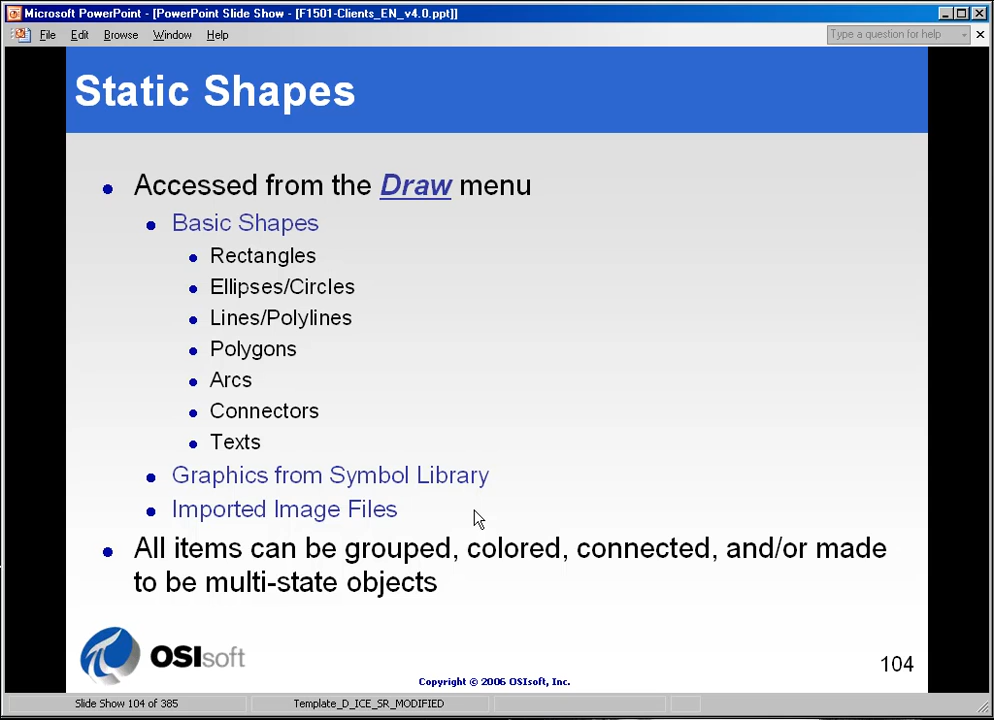 Microsoft PowerPoint - [PowerPoint Slide Show - [F1501-Clients_EN_v4.0.ppt]]
File Edit Browse Window Help
Type a question for help
Static Shapes
Accessed from the Draw menu
Basic Shapes
Rectangles
Ellipses/Circles
Lines/Polylines
Polygons
Arcs
Connectors
Texts
Graphics from Symbol Library
Imported Image Files
All items can be grouped, colored, connected, and/or made
to be multi-state objects
OSIsoft
104
Copyright © 2006 OSIsoft, Inc.
Slide Show 104 of 385
Template_D_ICE_SR_MODIFIED